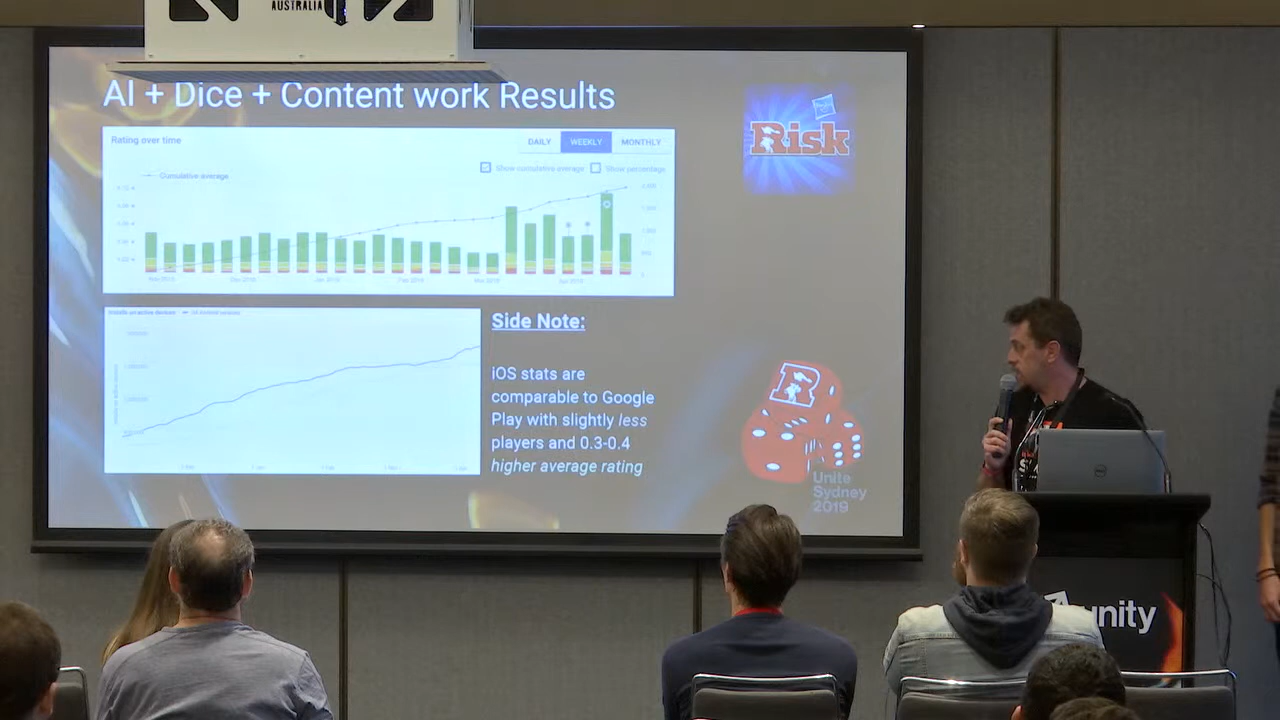 AUSTRALIA
AI + Dice + Content work Results
Rating over time
DAILY WEEKLY MONTHLY
Show cumulative average Show percentage
Cumulative average
Risk
Side Note:
iOS stats are
comparable to Google
Play with slightly less
players and 0.3-0.4
higher average rating
R
Unite
Sydney
2019
unity